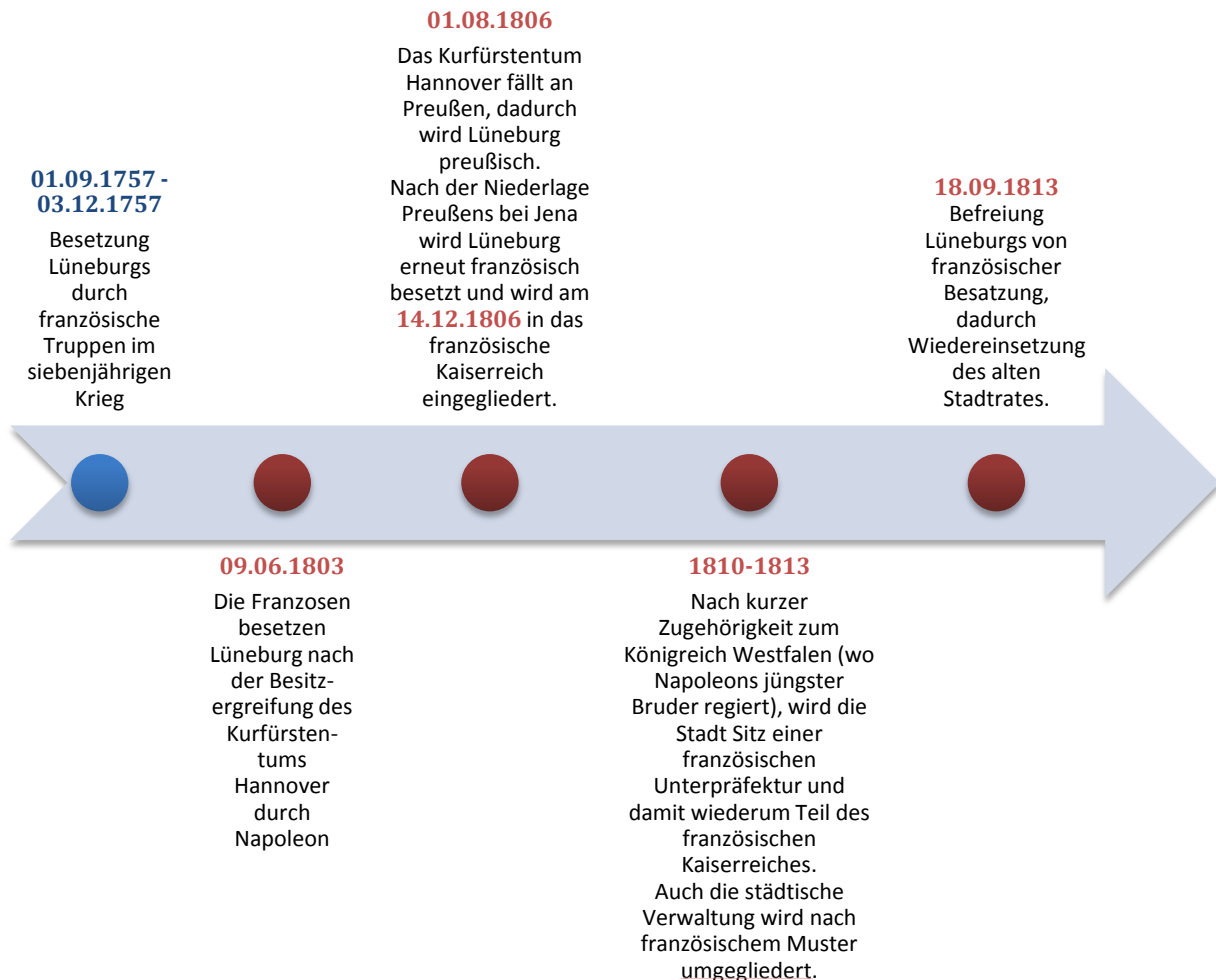 01.09.1757 -
03.12.1757
Besetzung
Lüneburgs
durch
französische
Truppen im
siebenjährigen
Krieg
09.06.1803
Die Franzosen
besetzen
Lüneburg nach
der Besitz-
ergreifung des
Kurfürsten-
tums
Hannover
durch
Napoleon
01.08.1806
Das Kurfürstentum
Hannover fällt an
Preußen, dadurch
wird Lüneburg
preußisch.
Nach der Niederlage
Preußens bei Jena
wird Lüneburg
erneut französisch
besetzt und wird am
14.12.1806 in das
französische
Kaiserreich
eingegliedert.
1810-1813
Nach kurzer
Zugehörigkeit zum
Königreich Westfalen (wo
Napoleons jüngster
Bruder regiert), wird die
Stadt Sitz einer
französischen
Unterpräfektur und
damit wiederum Teil des
französischen
Kaiserreiches.
Auch die städtische
Verwaltung wird nach
französischem Muster
umgegliedert.
18.09.1813
Befreiung
Lüneburgs von
französischer
Besatzung,
dadurch
Wiedereinsetzung
des alten
Stadtrates.